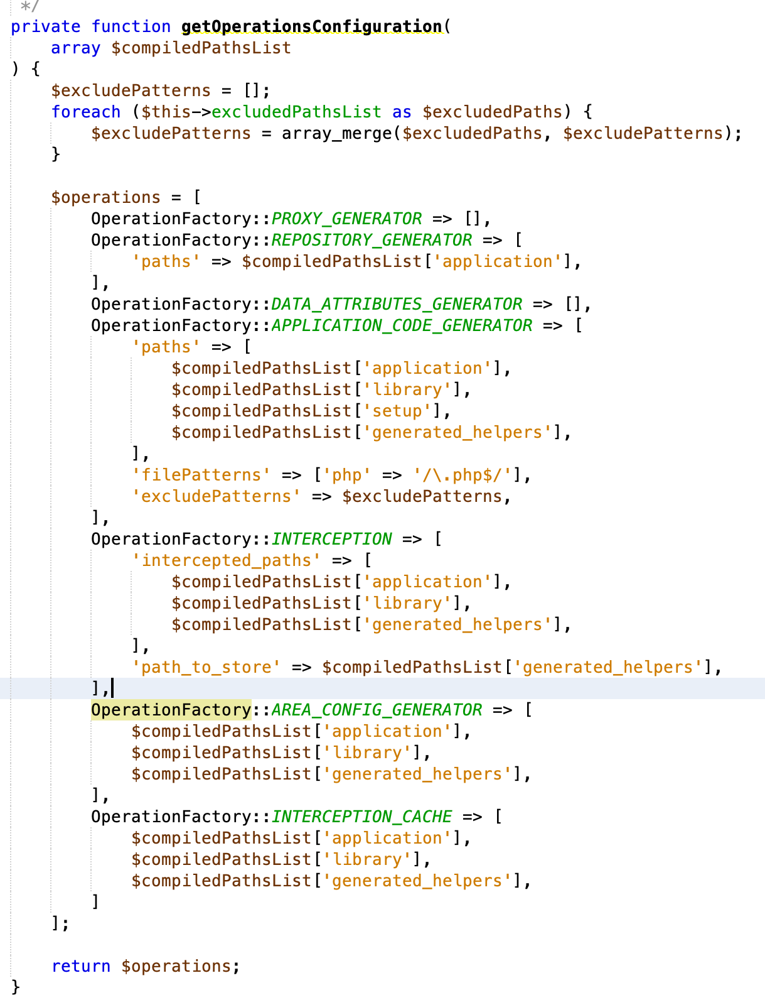 */
private function getOperationsConfiguration(
    array $compiledPathsList
) {
    $excludePatterns = [];
    foreach ($this->excludedPathsList as $excludedPaths) {
        $excludePatterns = array_merge($excludedPaths, $excludePatterns);
    }

    $operations = [
        OperationFactory::PROXY_GENERATOR => [],
        OperationFactory::REPOSITORY_GENERATOR => [
            'paths' => $compiledPathsList['application'],
        ],
        OperationFactory::DATA_ATTRIBUTES_GENERATOR => [],
        OperationFactory::APPLICATION_CODE_GENERATOR => [
            'paths' => [
                $compiledPathsList['application'],
                $compiledPathsList['library'],
                $compiledPathsList['setup'],
                $compiledPathsList['generated_helpers'],
            ],
            'filePatterns' => ['php' => '/\.php$/'],
            'excludePatterns' => $excludePatterns,
        ],
        OperationFactory::INTERCEPTION => [
            'intercepted_paths' => [
                $compiledPathsList['application'],
                $compiledPathsList['library'],
                $compiledPathsList['generated_helpers'],
            ],
            'path_to_store' => $compiledPathsList['generated_helpers'],
        ],
        OperationFactory::AREA_CONFIG_GENERATOR => [
            $compiledPathsList['application'],
            $compiledPathsList['library'],
            $compiledPathsList['generated_helpers'],
        ],
        OperationFactory::INTERCEPTION_CACHE => [
            $compiledPathsList['application'],
            $compiledPathsList['library'],
            $compiledPathsList['generated_helpers'],
        ]
    ];

    return $operations;
}